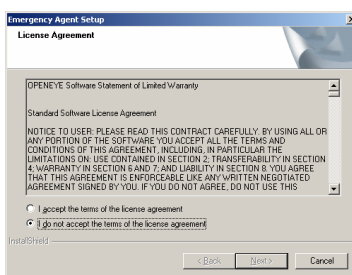 Emergency Agent Setup
License Agreement
OPENEYE Software Statement of Limited Warranty
Standard Software License Agreement
NOTICE TO USER: PLEASE READ THIS CONTRACT CAREFULLY. BY USING ALL OR
ANY PORTION OF THE SOFTWARE YOU ACCEPT ALL THE TERMS AND
CONDITIONS OF THIS AGREEMENT, INCLUDING, IN PARTICULAR THE
LIMITATIONS ON: USE CONTAINED IN SECTION 2; TRANSFERABILITY IN SECTION
4; WARRANTY IN SECTION 6 AND 7; AND LIABILITY IN SECTION 8. YOU AGREE
THAT THIS AGREEMENT IS ENFORCEABLE LIKE ANY WRITTEN NEGOTIATED
AGREEMENT SIGNED BY YOU. IF YOU DO NOT AGREE, DO NOT USE THIS
I accept the terms of the license agreement
I do not accept the terms of the license agreement
InstallShield
< Back Next > Cancel